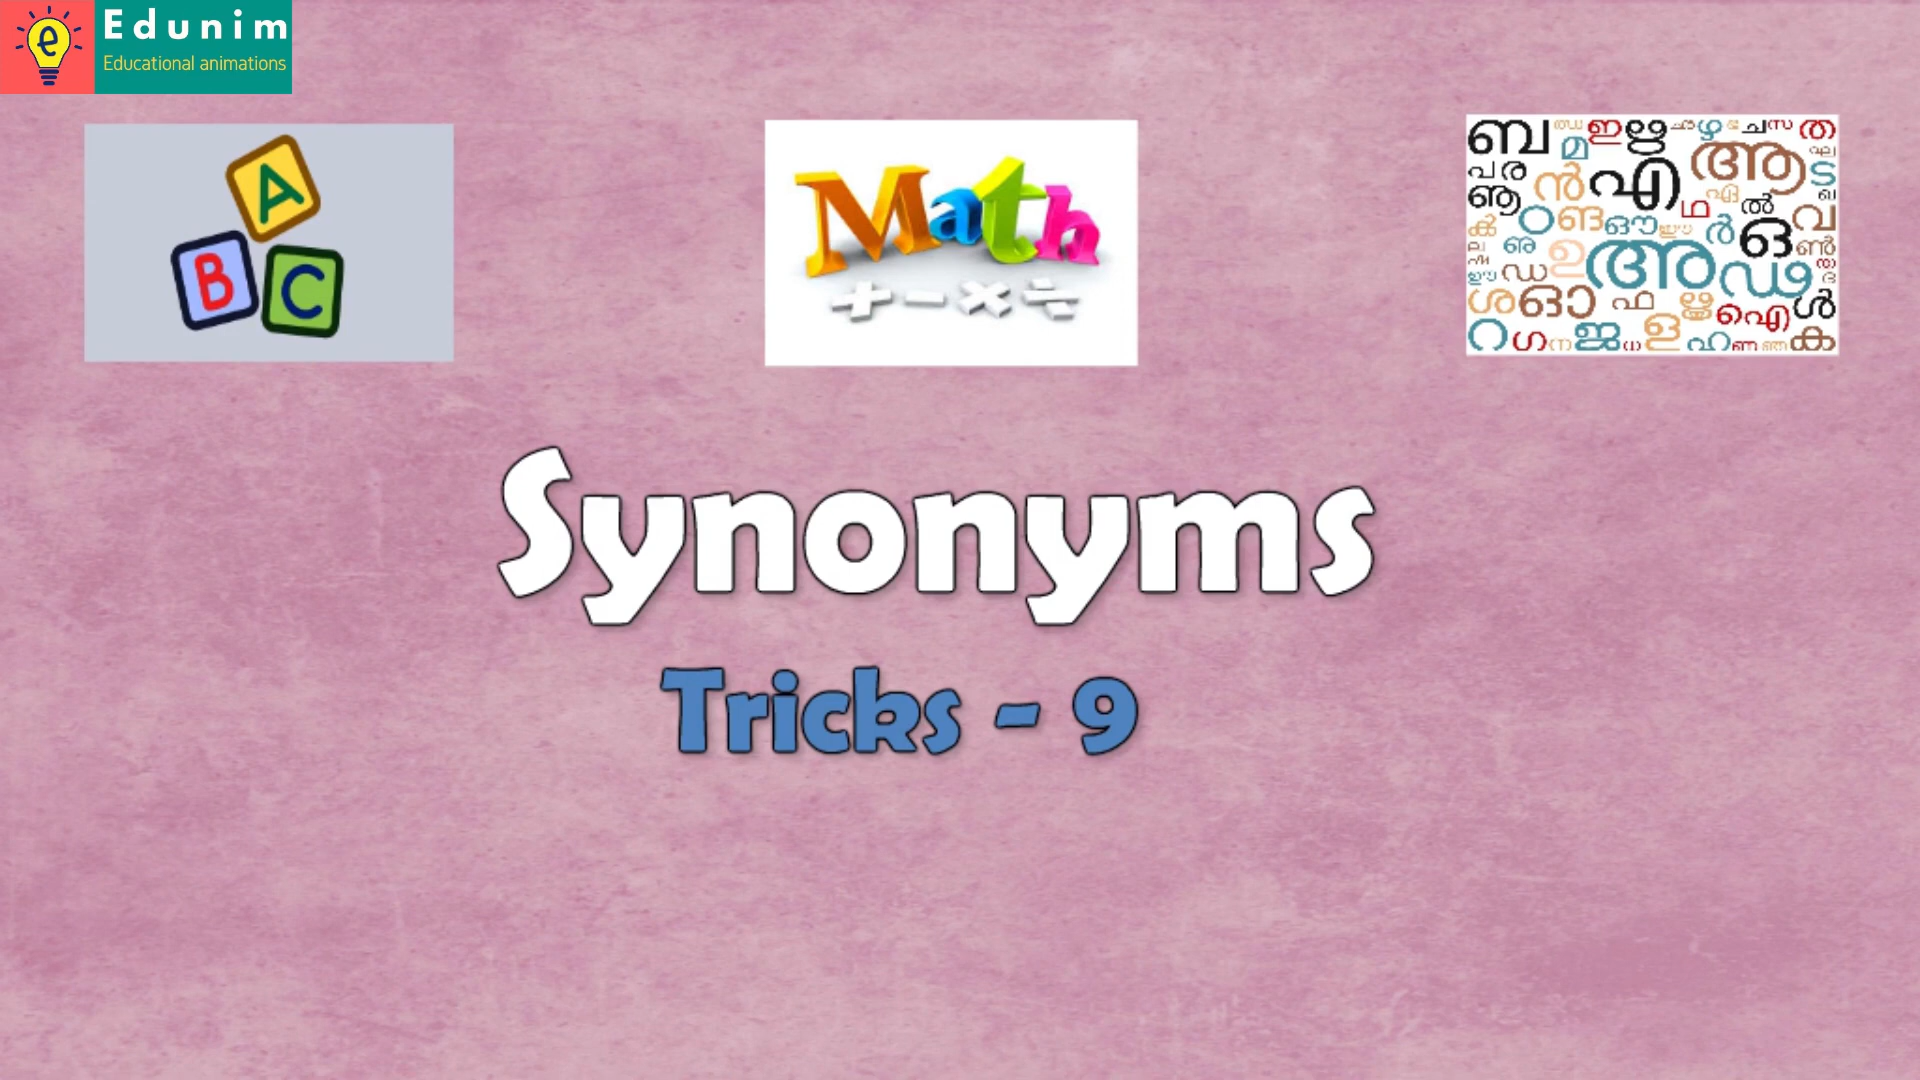 Edunim
Educational animations
A
B C
Math
+ - × ÷
ബ ഇ ഋ ച സ ത
മ ആ
പ ര ൻ എ ട
ഞ ഥ ൽ വ
ഠ ങ ഔ ർ ഒ ൺ
ഡ ഉ അ ഢ
ശ ഓ ഫ ഐ ൾ
റ ഗ ജ ള ഹ ണ ക
Synonyms
Tricks - 9